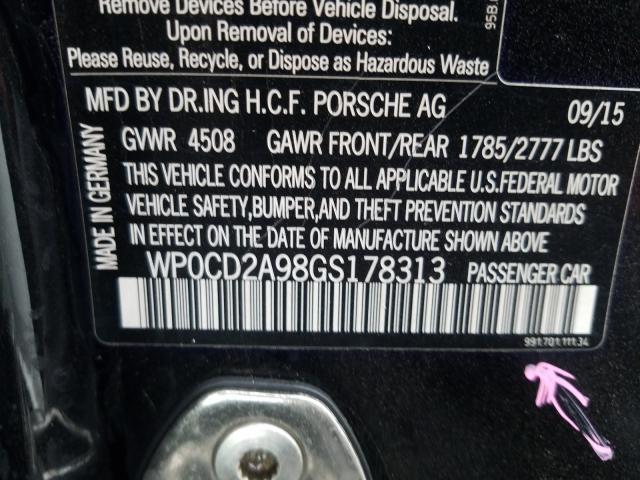 Remove Devices Before Vehicle Disposal.
Upon Removal of Devices:
Please Reuse, Recycle, or Dispose as Hazardous Waste
95B.
MFD BY DR.ING H.C.F. PORSCHE AG 09/15
GVWR 4508 GAWR FRONT/REAR 1785/2777 LBS
THIS VEHICLE CONFORMS TO ALL APPLICABLE U.S.FEDERAL MOTOR
VEHICLE SAFETY,BUMPER,AND THEFT PREVENTION STANDARDS
IN EFFECT ON THE DATE OF MANUFACTURE SHOWN ABOVE.
MADE IN GERMANY
WP0CD2A98GS178313 PASSENGER CAR
991.701.111.34